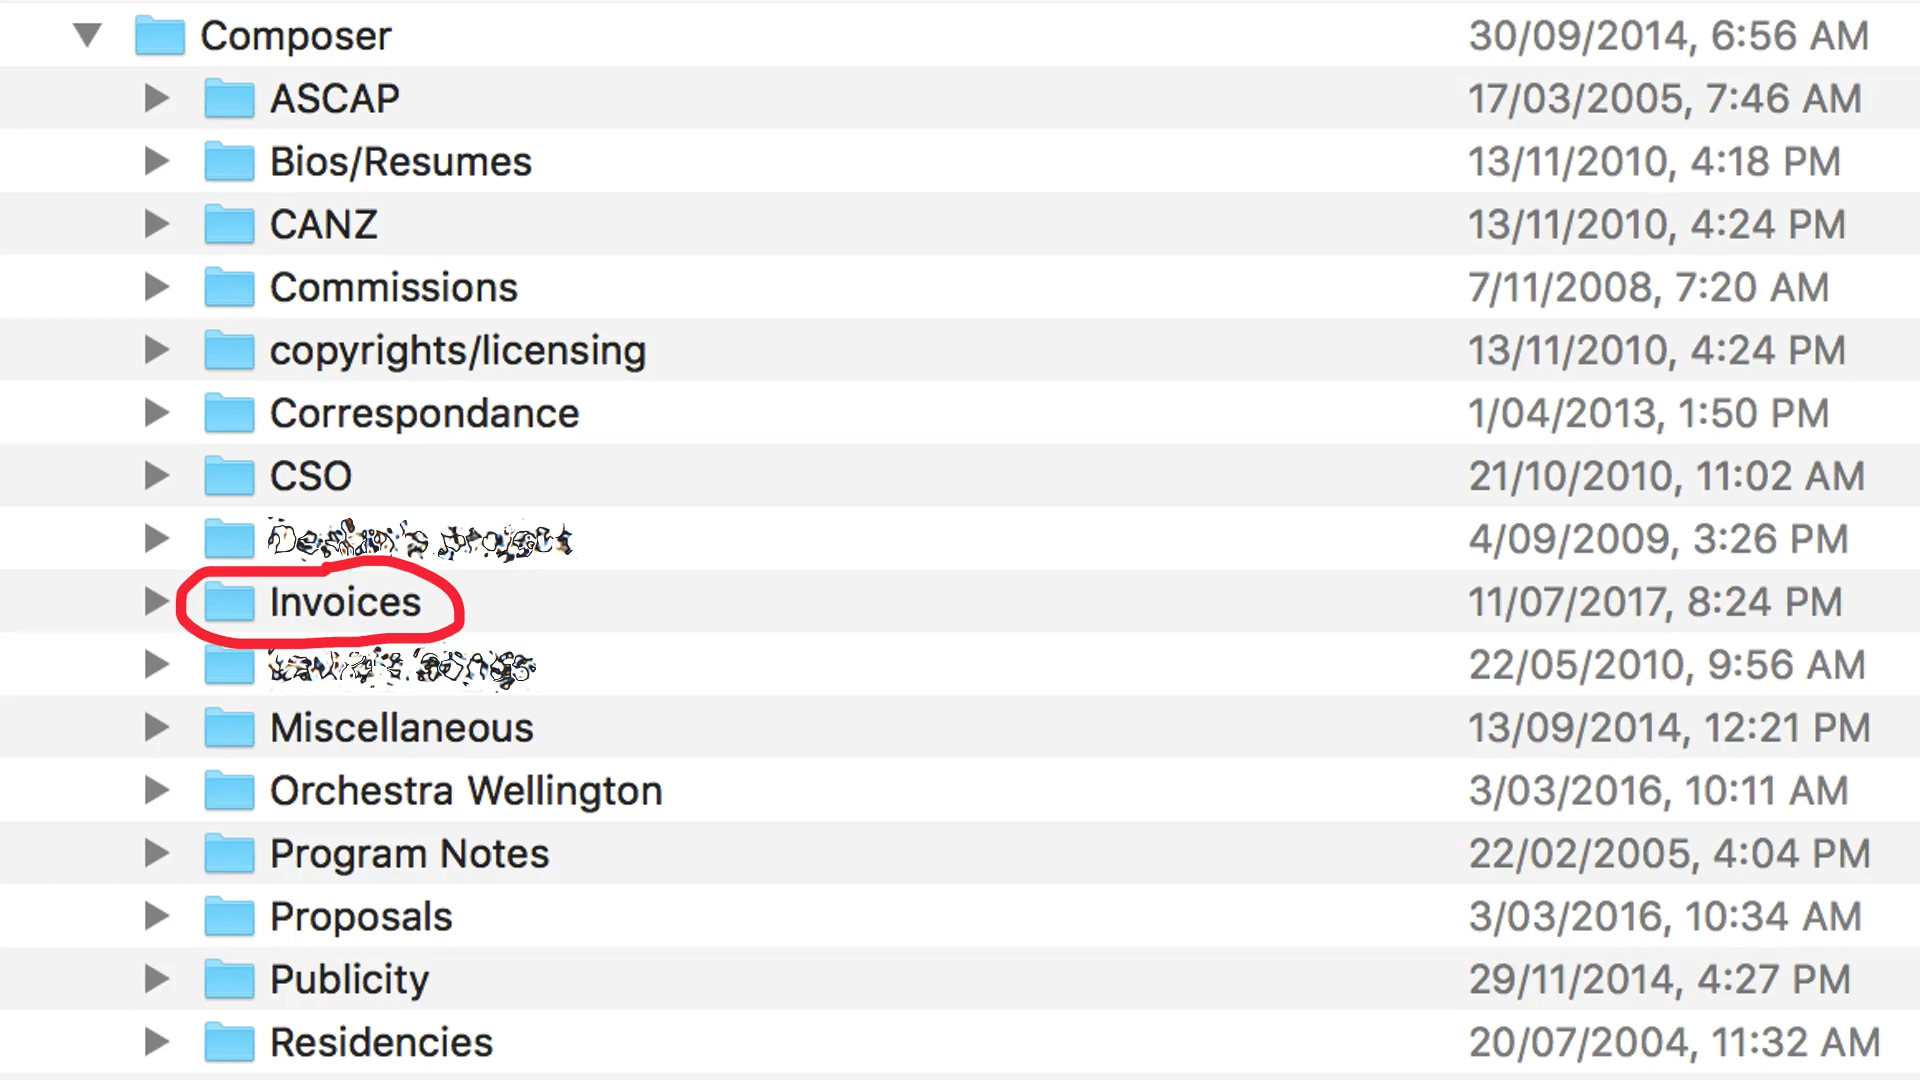 Composer 30/09/2014, 6:56 AM
ASCAP 17/03/2005, 7:46 AM
Bios/Resumes 13/11/2010, 4:18 PM
CANZ 13/11/2010, 4:24 PM
Commissions 7/11/2008, 7:20 AM
copyrights/licensing 13/11/2010, 4:24 PM
Correspondance 1/04/2013, 1:50 PM
CSO 21/10/2010, 11:02 AM
4/09/2009, 3:26 PM
Invoices 11/07/2017, 8:24 PM
22/05/2010, 9:56 AM
Miscellaneous 13/09/2014, 12:21 PM
Orchestra Wellington 3/03/2016, 10:11 AM
Program Notes 22/02/2005, 4:04 PM
Proposals 3/03/2016, 10:34 AM
Publicity 29/11/2014, 4:27 PM
Residencies 20/07/2004, 11:32 AM